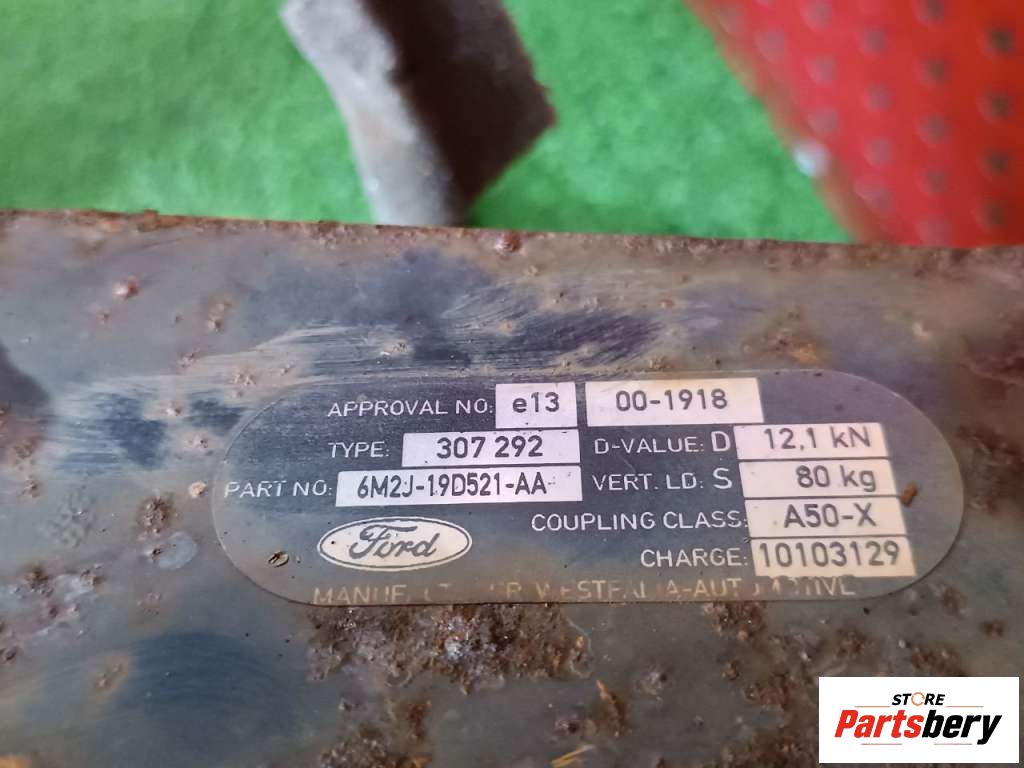 APPROVAL NO: e13 00-1918
TYPE: 307 292 D-VALUE: D 12,1 kN
PART NO: 6M2J-19D521-AA VERT. LD: S 80 kg
Ford COUPLING CLASS: A50-X
CHARGE: 10103129
STORE
Partsbery